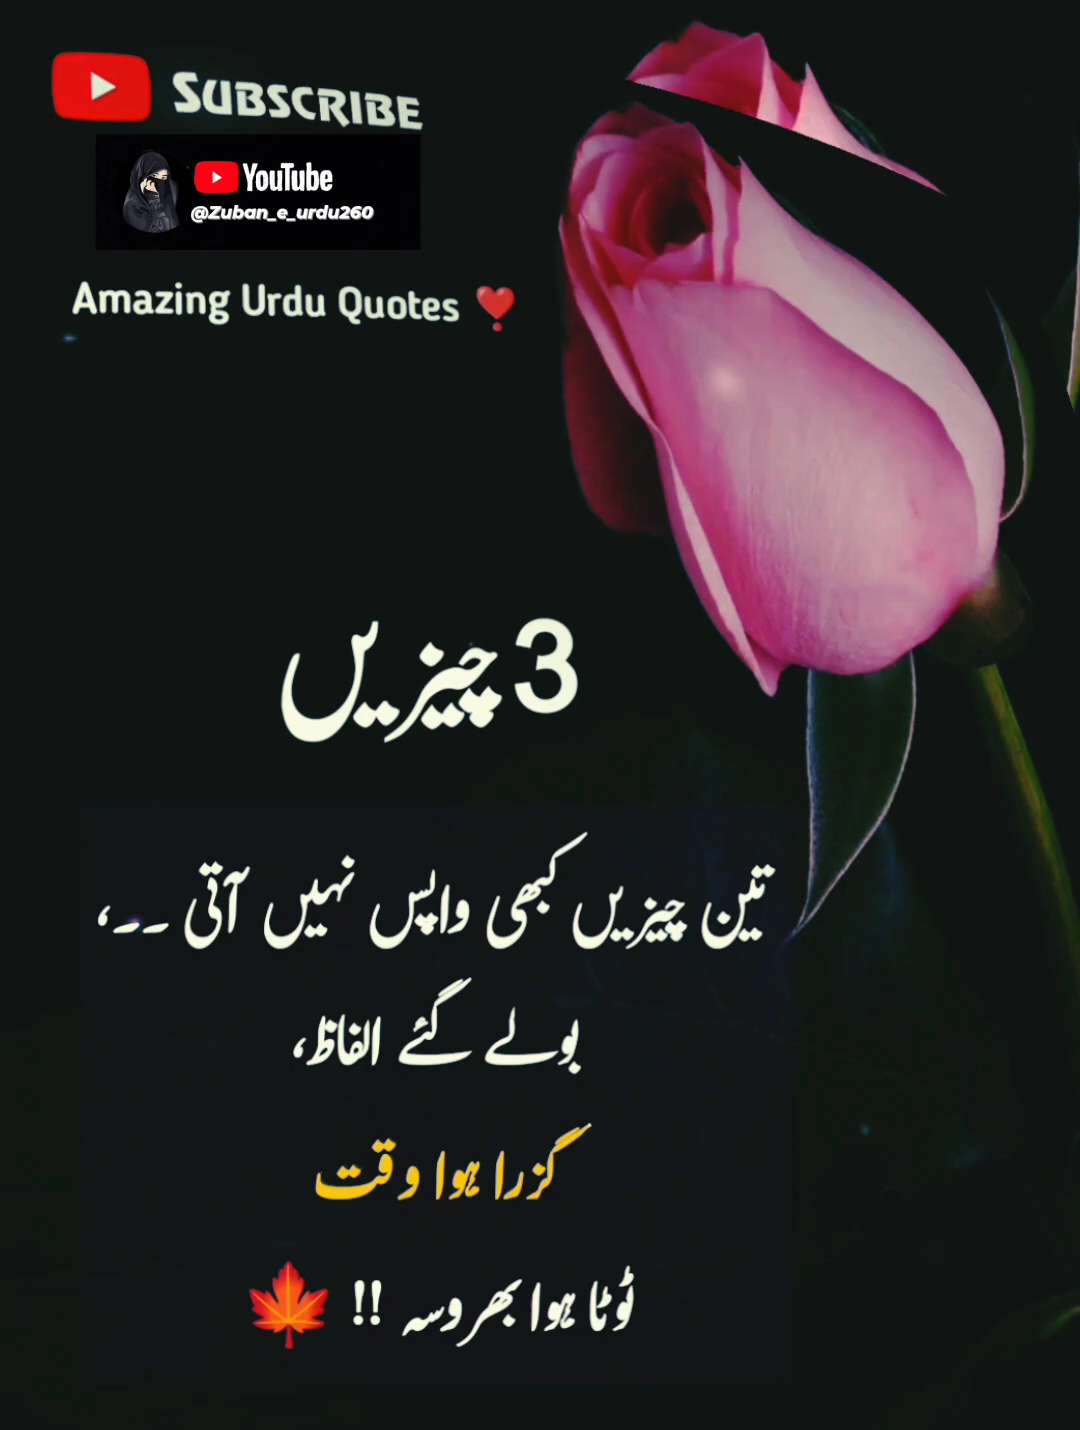 SUBSCRIBE
YouTube
@Zuban_e_urdu260
Amazing Urdu Quotes ❣️
3 چیزیں
تین چیزیں کبھی واپس نہیں آتی ۔۔،
بولے گئے الفاظ،
گزرا ہوا وقت
ٹوٹا ہوا بھروسہ !! 🍁